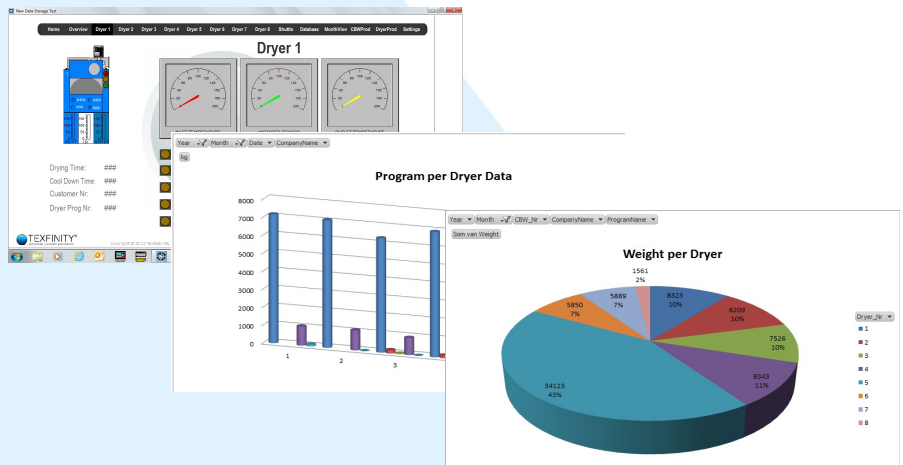 New Data Storage Test
Home Overview Dryer 1 Dryer 2 Dryer 3 Dryer 4 Dryer 5 Dryer 6 Dryer 7 Dryer 8 Shuttle Database MonthView CBWProd DryerProd Settings
Dryer 1
Drying Time: ###
Cool Down Time: ###
Customer Nr: ###
Dryer Prog Nr: ###
TEXFINITY®
Year Month Date CompanyName
kg
Program per Dryer Data
8000
7000
6000
5000
4000
3000
2000
1000
0
1 2 3
Year Month CBW_Nr CompanyName ProgramName
Som van Weight
Weight per Dryer
1561
2%
8323
10%
8209
10%
7526
10%
8343
11%
34123
43%
5850
7%
5889
7%
Dryer_Nr
1
2
3
4
5
6
7
8